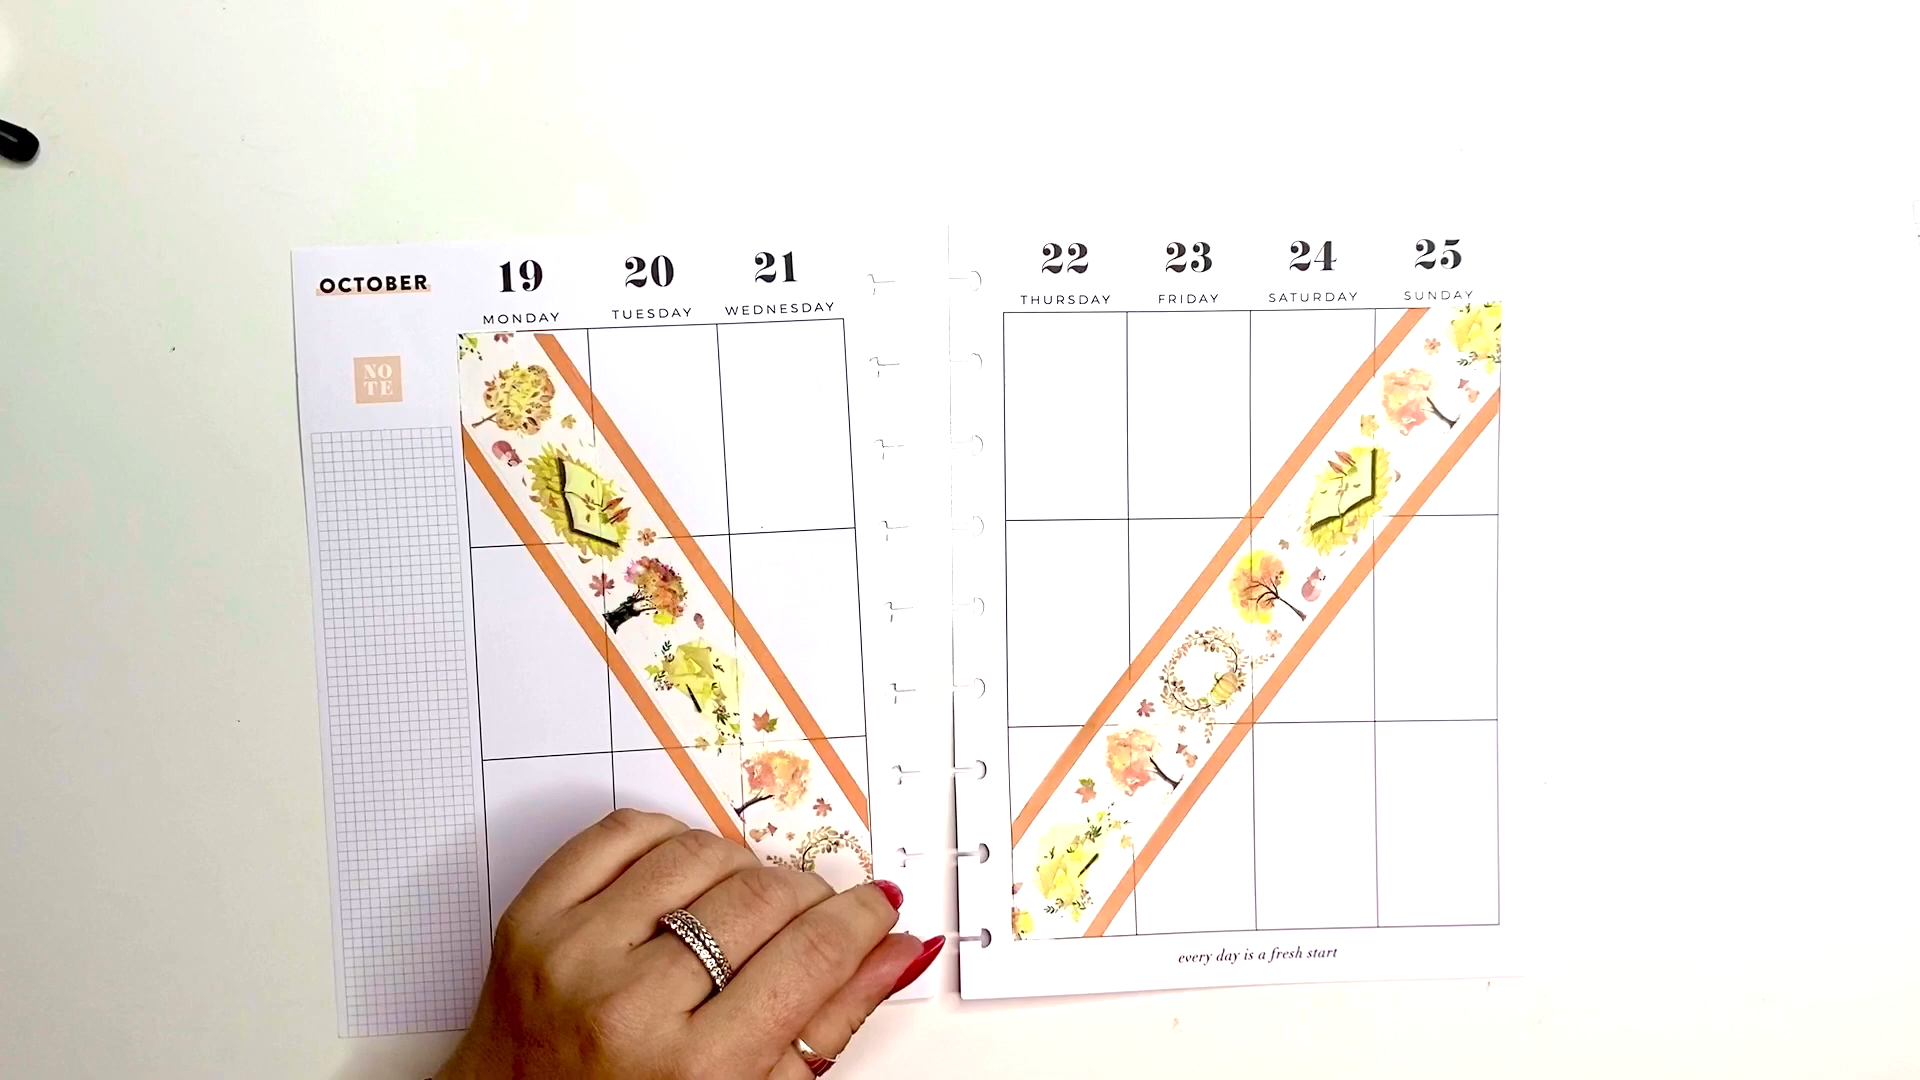 OCTOBER
19
MONDAY
20
TUESDAY
21
WEDNESDAY
22
THURSDAY
23
FRIDAY
24
SATURDAY
25
SUNDAY
NO
TE
every day is a fresh start